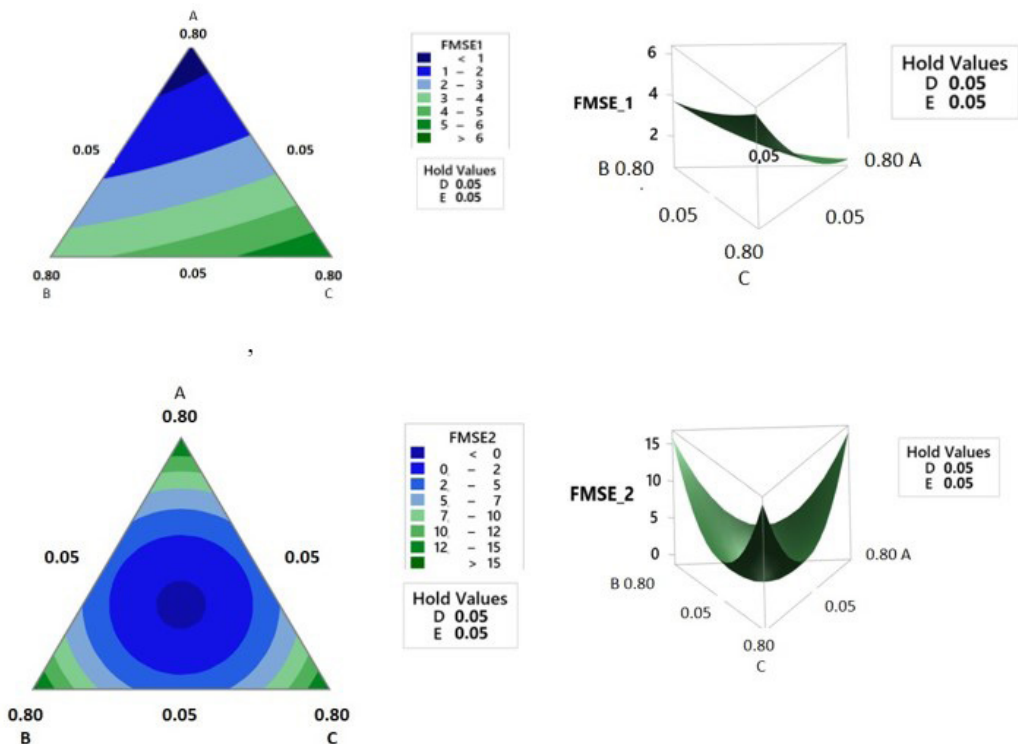 A
0.80
0.05
0.05
0.80
0.05
0.80
B
C
FMSE1
< 1
1 – 2
2 – 3
3 – 4
4 – 5
5 – 6
> 6
Hold Values
D 0.05
E 0.05
6
4
FMSE_1
2
B 0.80
0,05
0.80 A
0.05
0.05
0.80
C
Hold Values
D 0.05
E 0.05
,
A
0.80
0.05
0.05
0.80
0.05
0.80
B
C
FMSE2
< 0
0 – 2
2 – 5
5 – 7
7 – 10
10 – 12
12 – 15
> 15
Hold Values
D 0.05
E 0.05
15
10
FMSE_2
5
0
B 0.80
0.80 A
0.05
0.05
0.80
C
Hold Values
D 0.05
E 0.05